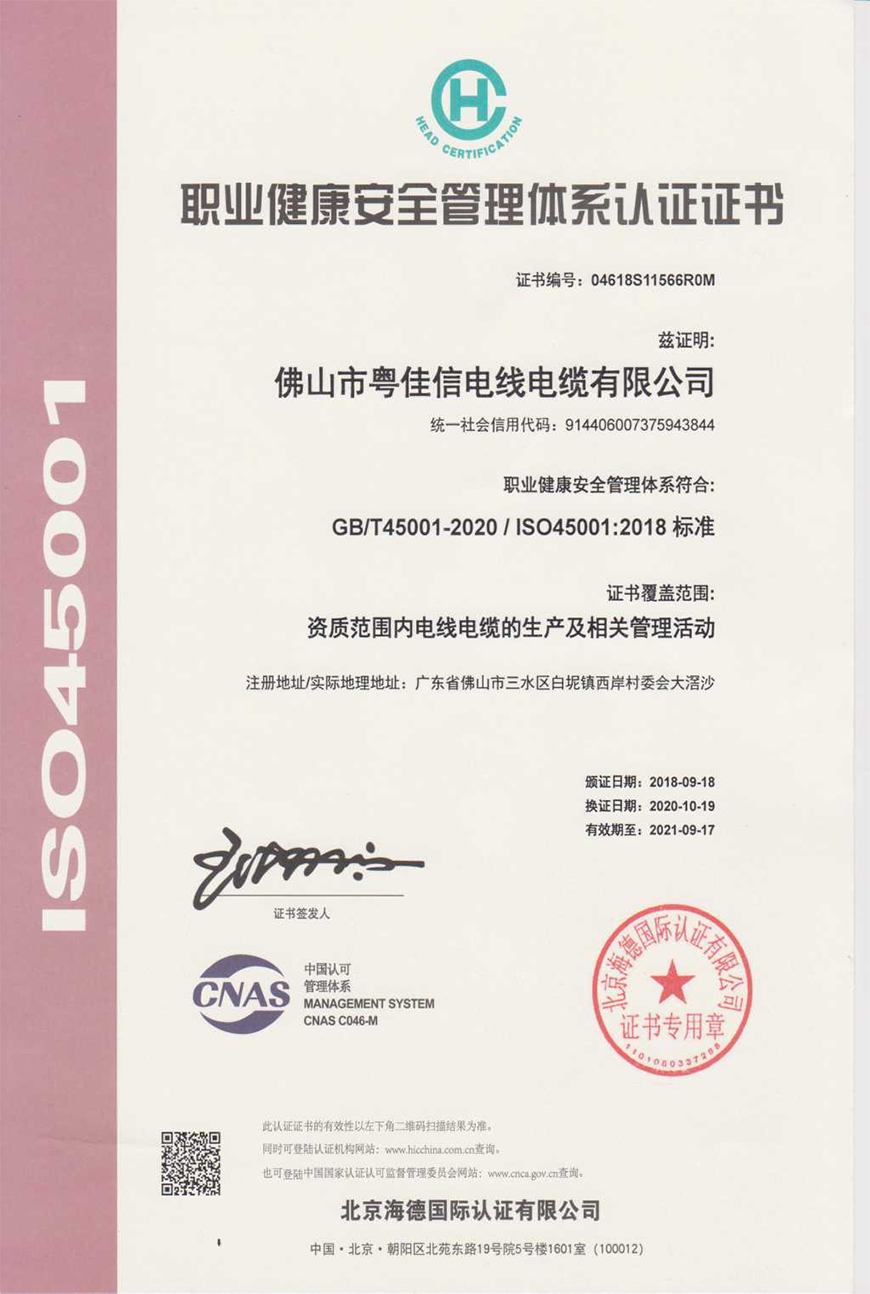 HEAD CERTIFICATION
职业健康安全管理体系认证证书
证书编号：04618S11566R0M
兹证明:
佛山市粤佳信电线电缆有限公司
统一社会信用代码：914406007375943844
职业健康安全管理体系符合:
GB/T45001-2020 / ISO45001:2018 标准
证书覆盖范围:
资质范围内电线电缆的生产及相关管理活动
注册地址/实际地理地址：广东省佛山市三水区白坭镇西岸村委会大滘沙
颁证日期：2018-09-18
换证日期：2020-10-19
有效期至：2021-09-17
ISO45001
证书签发人
CNAS
中国认可
管理体系
MANAGEMENT SYSTEM
CNAS C046-M
北京海德国际认证有限公司
证书专用章
此认证证书的有效性以左下角二维码扫描结果为准。
同时可登陆认证机构网站：www.hicchina.com.cn查询。
也可登陆中国国家认证认可监督管理委员会网站：www.cnca.gov.cn查询。
北京海德国际认证有限公司
中国·北京·朝阳区北苑东路19号院5号楼1601室（100012）